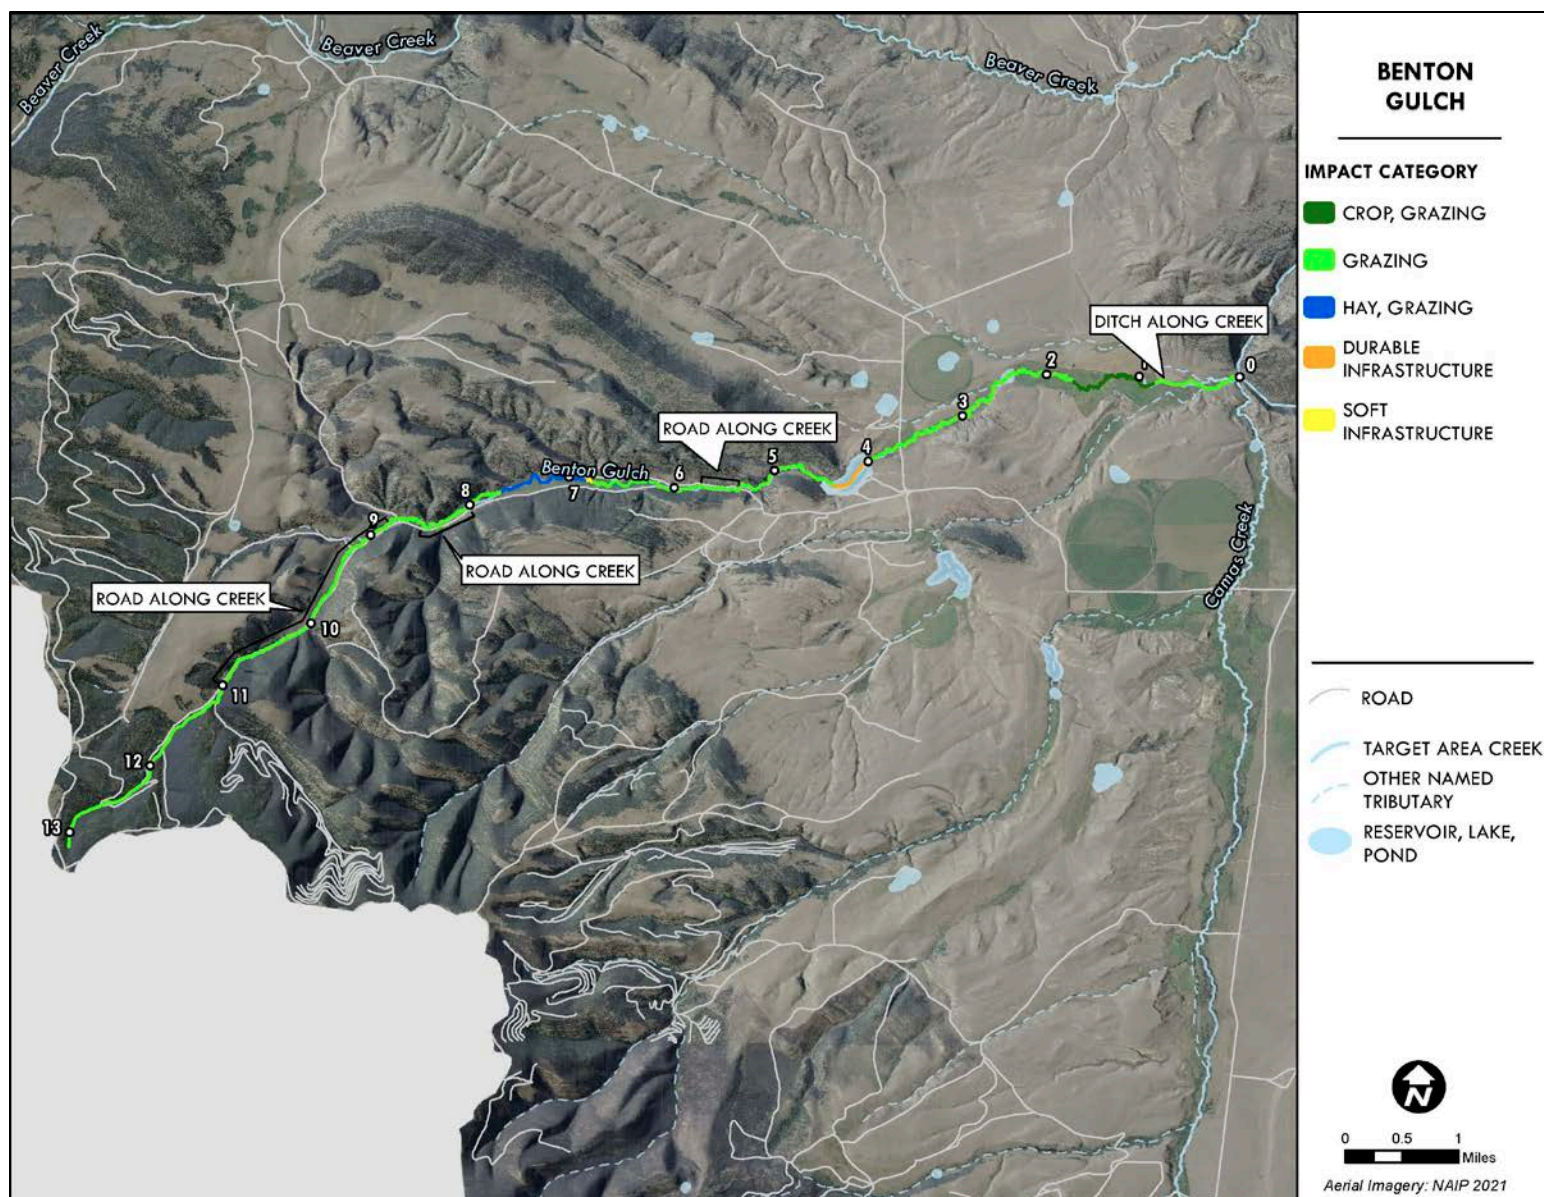 Beaver Creek
Beaver Creek
Beaver Creek
DITCH ALONG CREEK
0
2
3
4
5
ROAD ALONG CREEK
6
Benton Gulch
7
8
9
ROAD ALONG CREEK
ROAD ALONG CREEK
10
11
12
13
Camas Creek
BENTON
GULCH
IMPACT CATEGORY
CROP, GRAZING
GRAZING
HAY, GRAZING
DURABLE
INFRASTRUCTURE
SOFT
INFRASTRUCTURE
ROAD
TARGET AREA CREEK
OTHER NAMED
TRIBUTARY
RESERVOIR, LAKE,
POND
N
0 0.5 1
Miles
Aerial Imagery: NAIP 2021